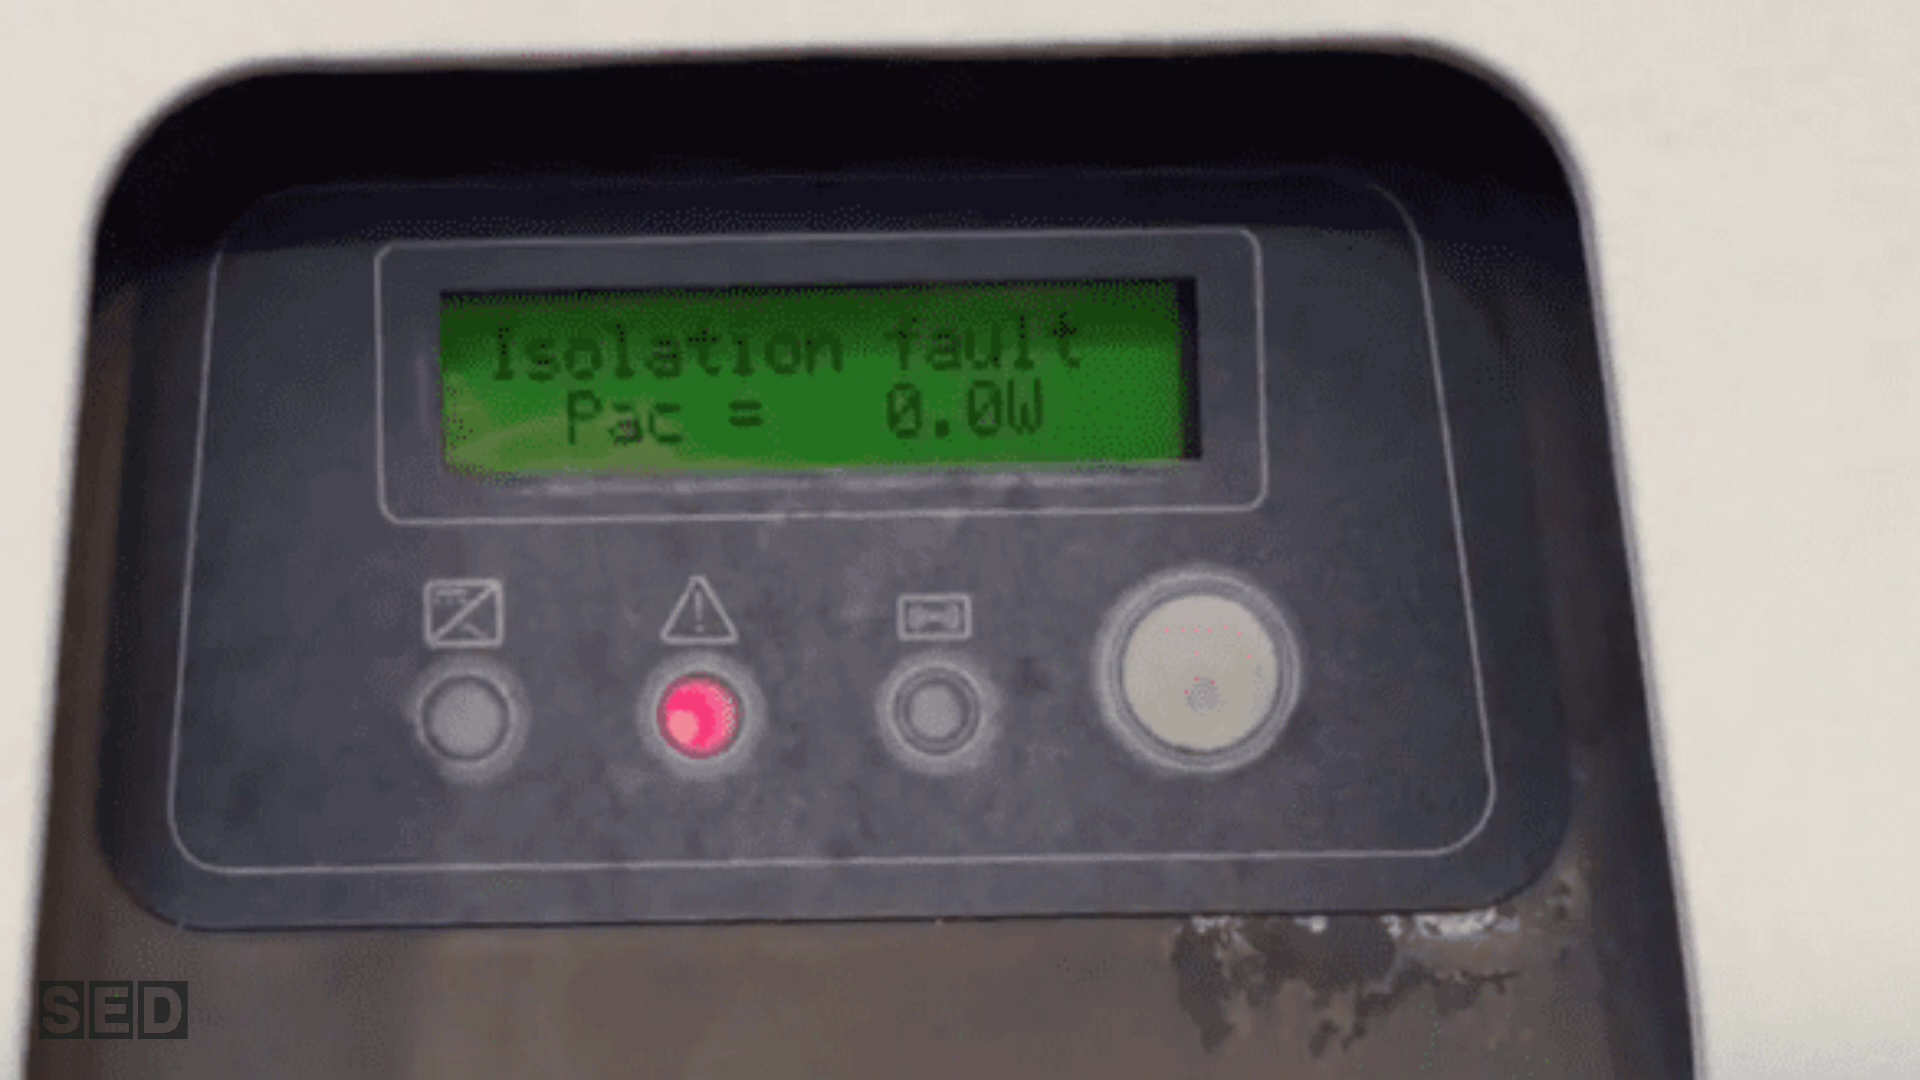 Isolation fault
Pac = 0.0W
SED